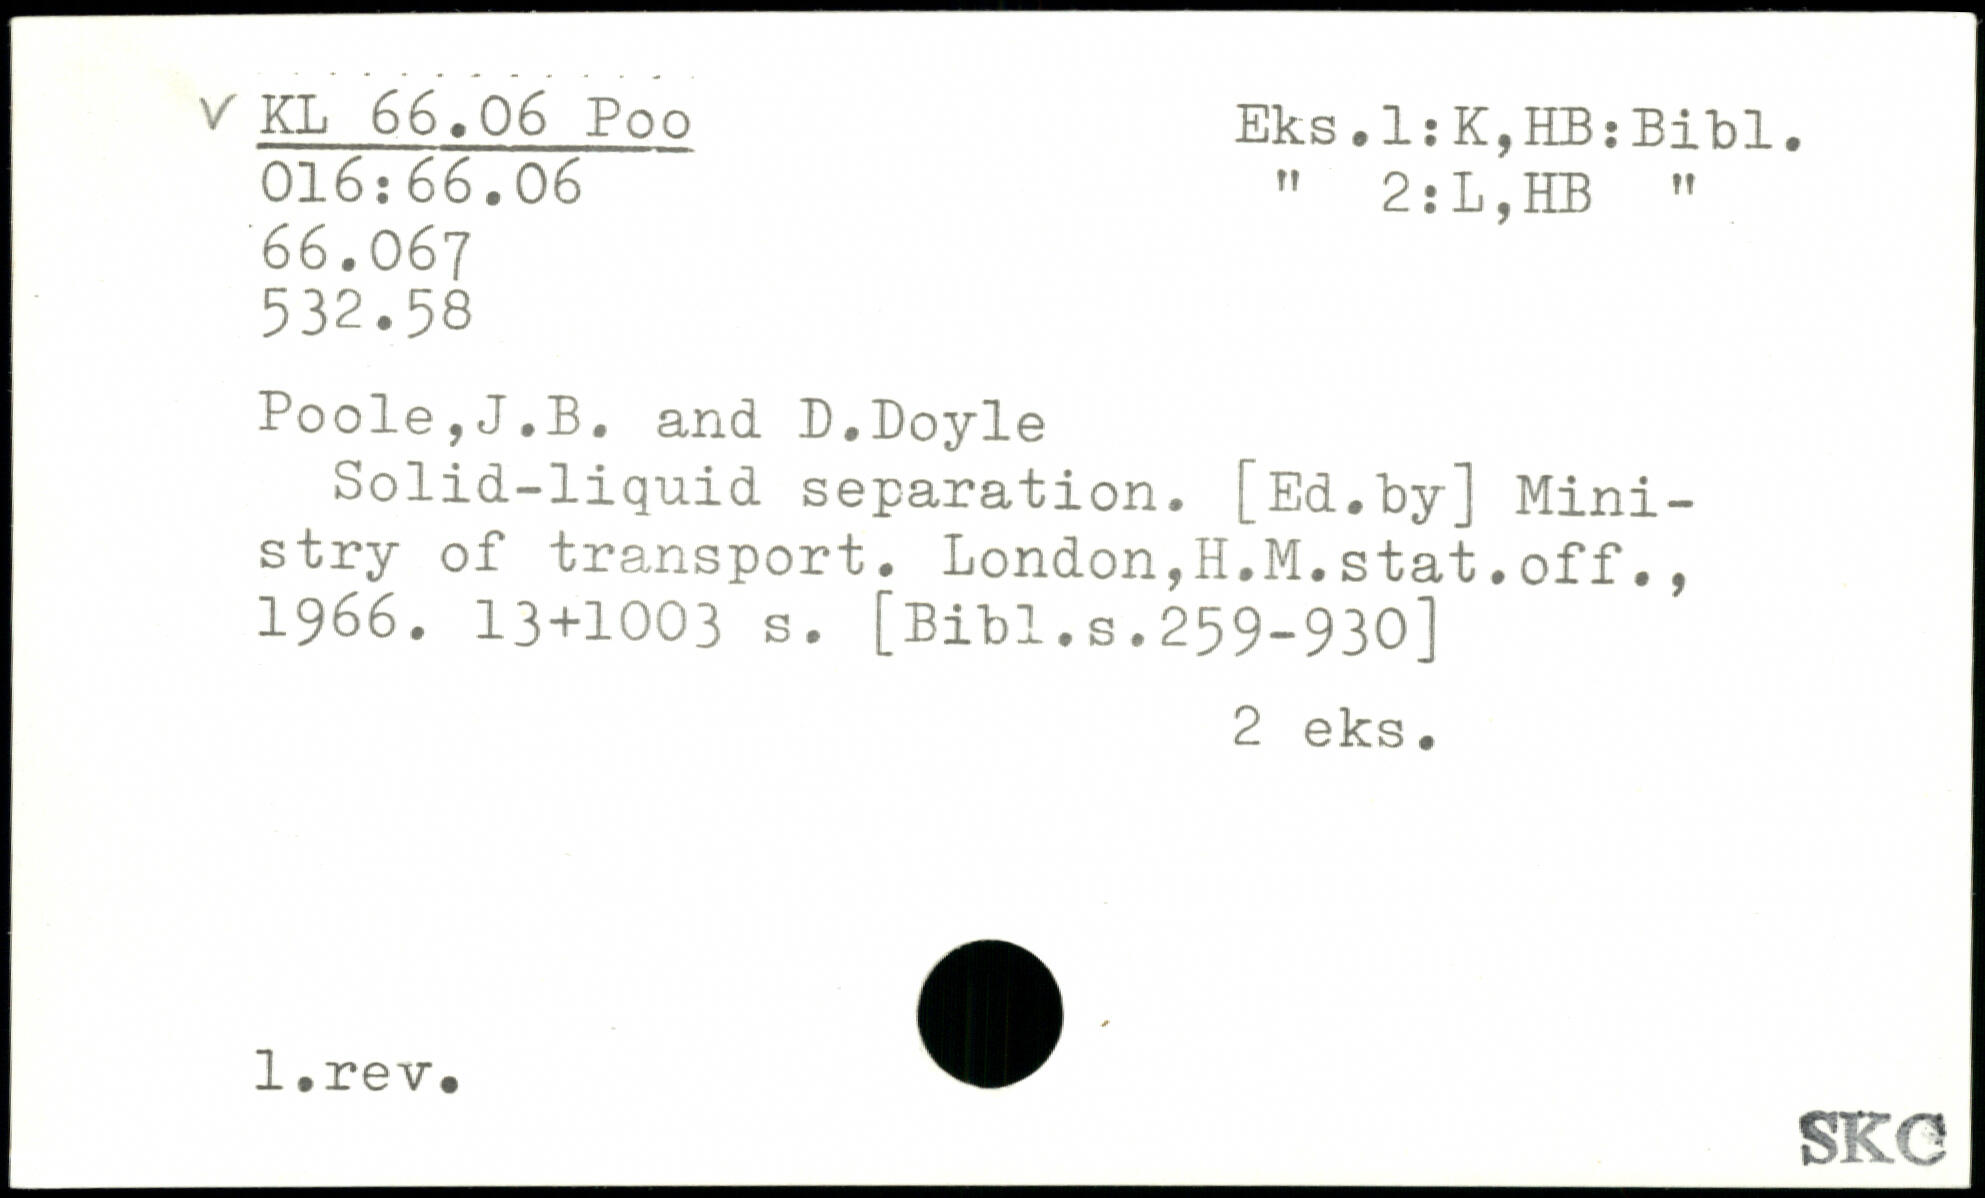 V KL 66.06 Poo
Eks.1:K,HB:Bibl.
016:66.06
" 2:L,HB "
66.067
532.58
Poole,J.B. and D.Doyle
Solid-liquid separation. [Ed.by] Mini-
stry of transport. London,H.M.stat.off.,
1966. 13+1003 s. [Bibl.s.259-930]
2 eks.
1.rev.
SKC